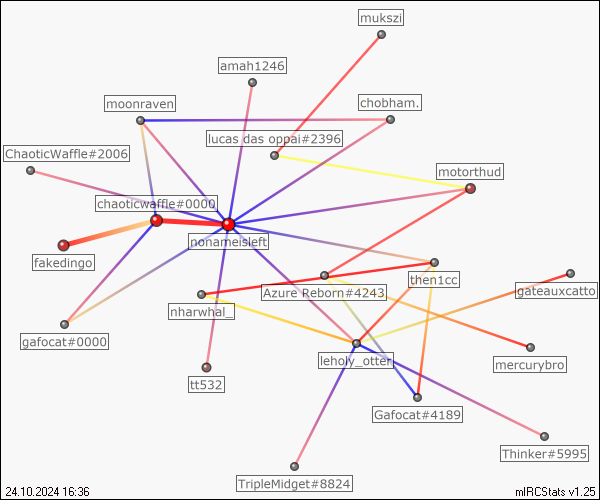 mukszi
amah1246
moonraven
chobham.
lucas das oppai#2396
ChaoticWaffle#2006
motorthud
chaoticwaffle#0000
nonameisleft
fakedingo
then1cc
Azure Reborn#4243
gateauxcatto
nharwhal_
gafocat#0000
leholy_otter
mercurybro
tt532
Gafocat#4189
Thinker#5995
TripleMidget#8824
24.10.2024 16:36
mIRCStats v1.25